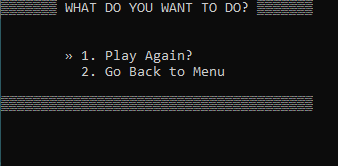 WHAT DO YOU WANT TO DO?
» 1. Play Again?
2. Go Back to Menu